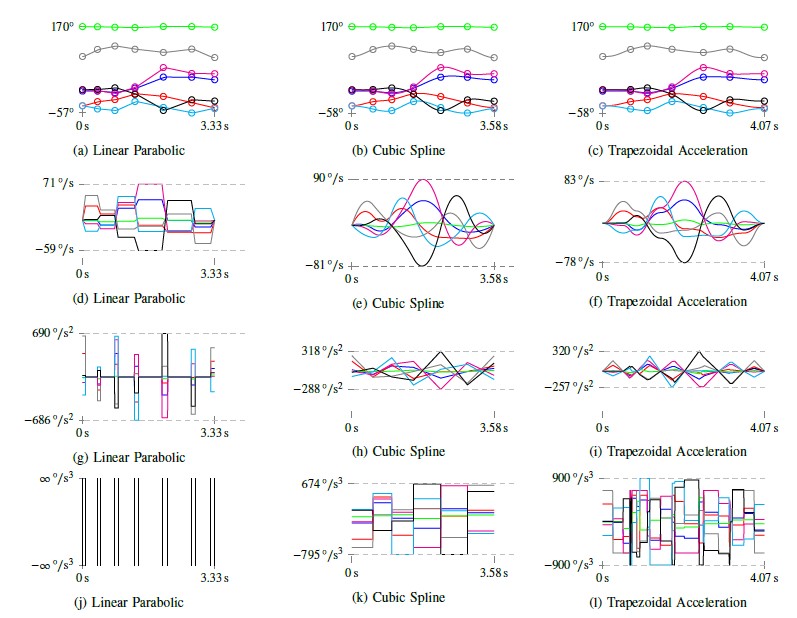 170° 170° 170°
−57° −58° −58°
0 s 3.33 s 0 s 3.58 s 0 s 4.07 s
(a) Linear Parabolic (b) Cubic Spline (c) Trapezoidal Acceleration
71 °/s 90 °/s 83 °/s
−59 °/s −81 °/s −78 °/s
0 s 3.33 s 0 s 3.58 s 0 s 4.07 s
(d) Linear Parabolic (e) Cubic Spline (f) Trapezoidal Acceleration
690 °/s² 318 °/s² 320 °/s²
−686 °/s² −288 °/s² −257 °/s²
0 s 3.33 s 0 s 3.58 s 0 s 4.07 s
(g) Linear Parabolic (h) Cubic Spline (i) Trapezoidal Acceleration
∞ °/s³ 674 °/s³ 900 °/s³
−∞ °/s³ −795 °/s³ −900 °/s³
0 s 3.33 s 0 s 3.58 s 0 s 4.07 s
(j) Linear Parabolic (k) Cubic Spline (l) Trapezoidal Acceleration